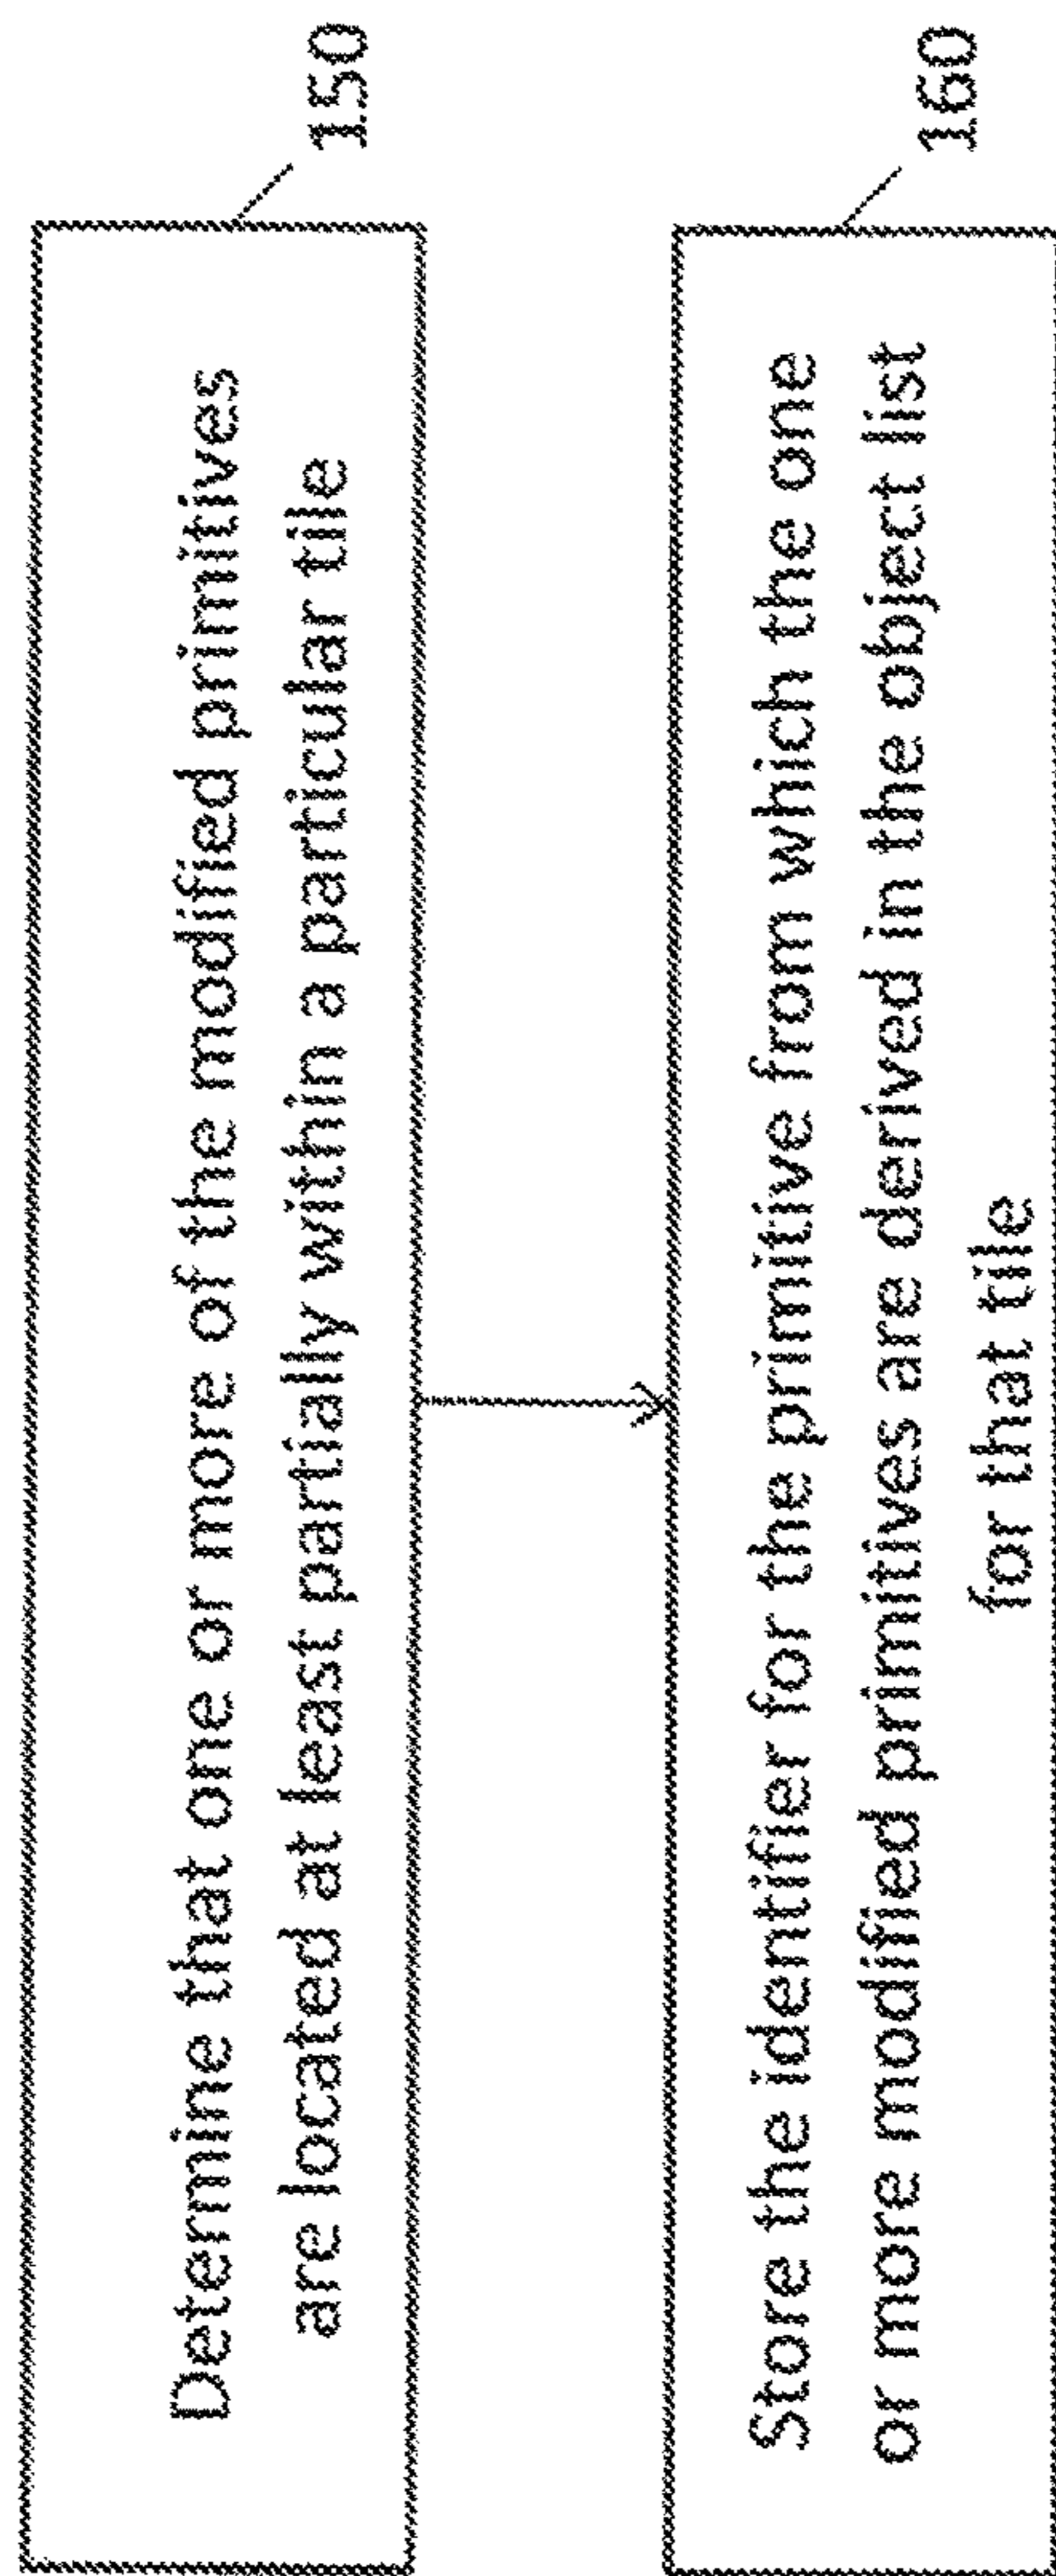 Determine that one or more of the modified primitives
are located at least partially within a particular tile
150
Store the identifier for the primitive from which the one
or more modified primitives are derived in the object list
for that tile
160